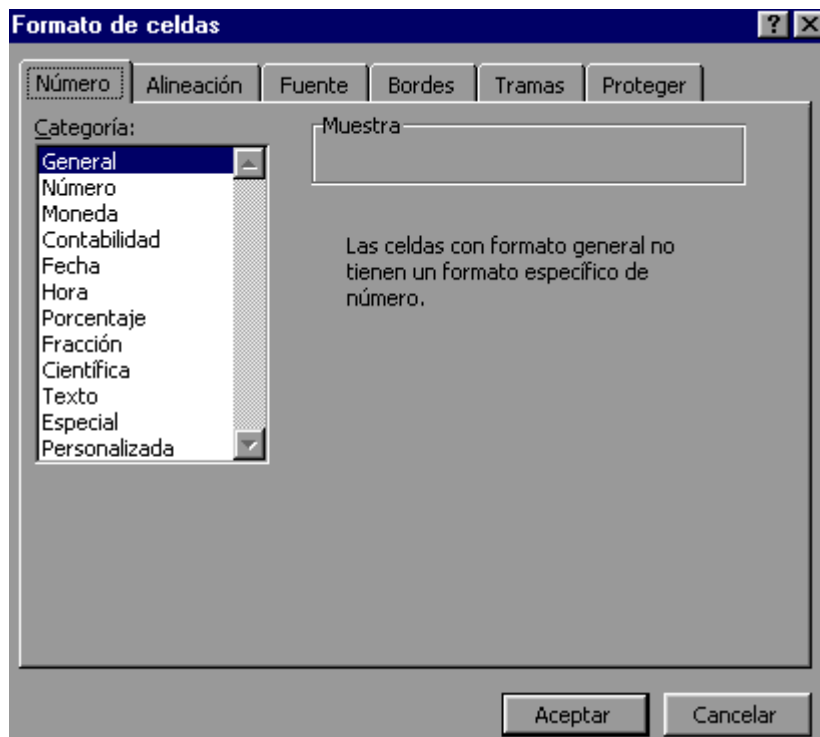 Formato de celdas
Número Alineación Fuente Bordes Tramas Proteger
Categoría:
General
Número
Moneda
Contabilidad
Fecha
Hora
Porcentaje
Fracción
Científica
Texto
Especial
Personalizada
Muestra
Las celdas con formato general no
tienen un formato específico de
número.
Aceptar Cancelar